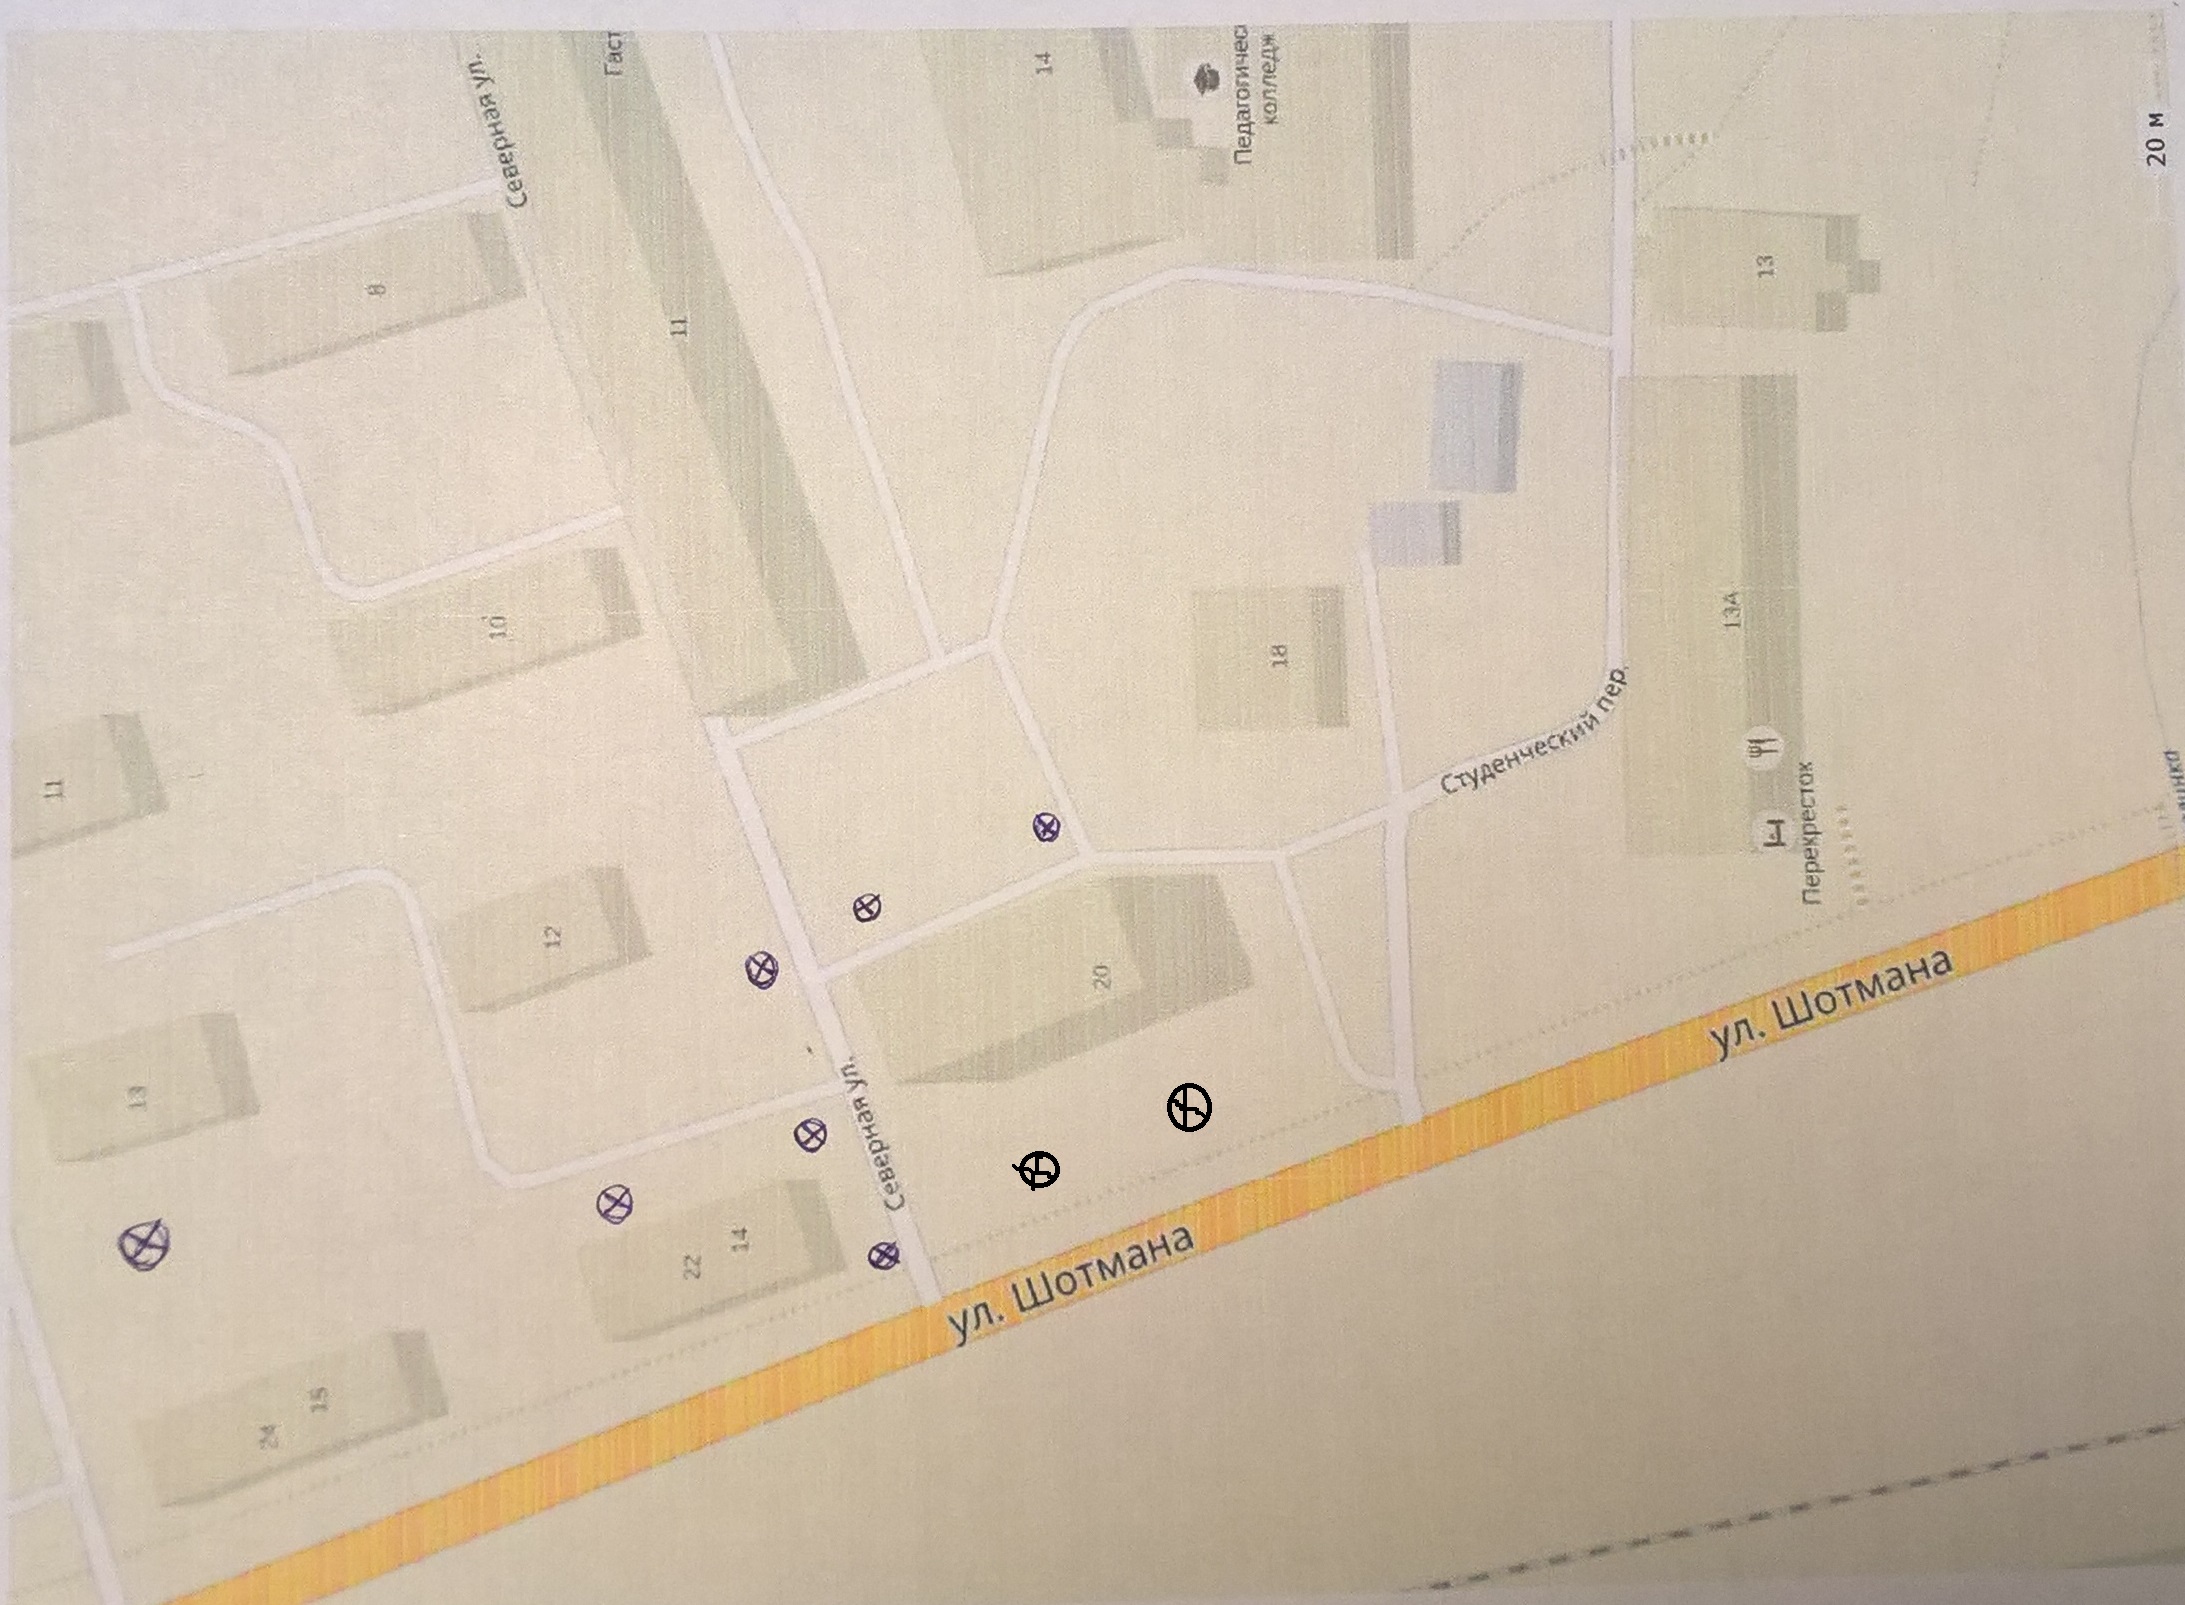 Северная ул.
Гаст
14
Педагогичес
колледж
20 м
8
11
13
10
18
13А
11
Студенческий пер.
Перекресток
12
20
ул. Шотмана
13
Северная ул.
22
14
ул. Шотмана
24
15